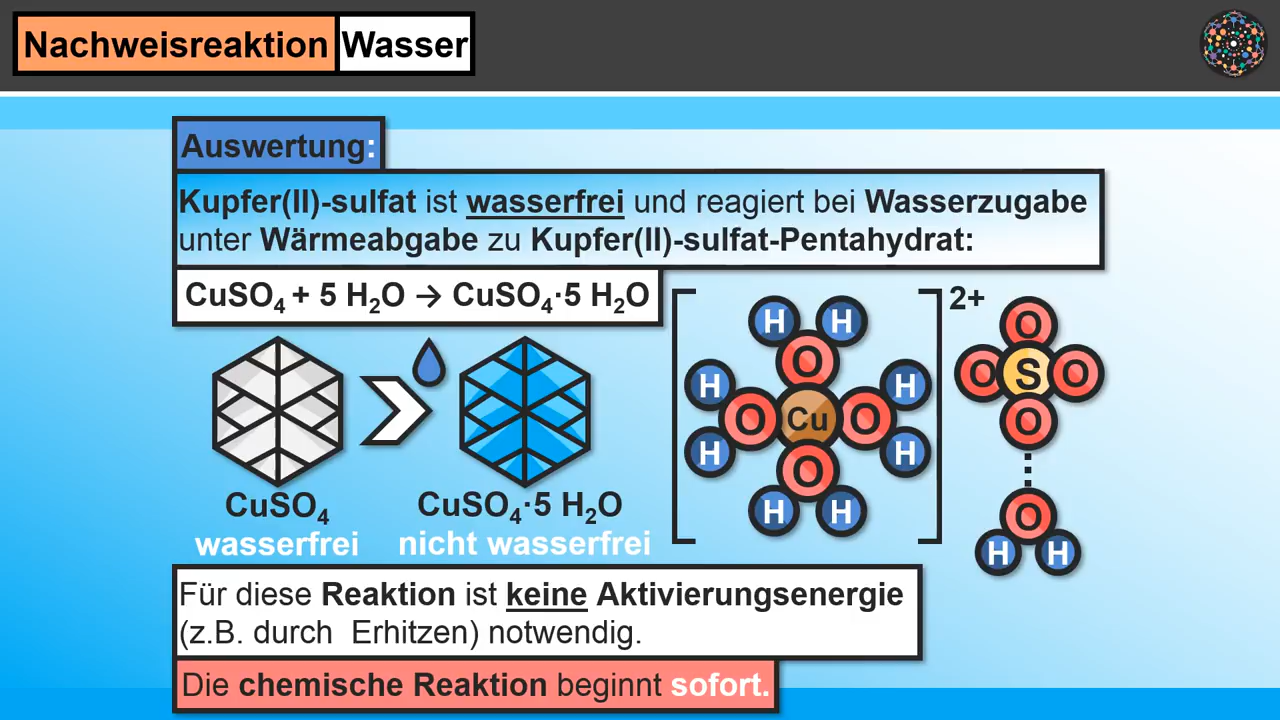 Nachweisreaktion Wasser
Auswertung:
Kupfer(II)-sulfat ist wasserfrei und reagiert bei Wasserzugabe
unter Wärmeabgabe zu Kupfer(II)-sulfat-Pentahydrat:
CuSO₄ + 5 H₂O → CuSO₄·5 H₂O
CuSO₄
wasserfrei
CuSO₄·5 H₂O
nicht wasserfrei
2+
H H
O
H H
O Cu O
H H
O
H H
O
O S O
O
O
H H
Für diese Reaktion ist keine Aktivierungsenergie
(z.B. durch Erhitzen) notwendig.
Die chemische Reaktion beginnt sofort.